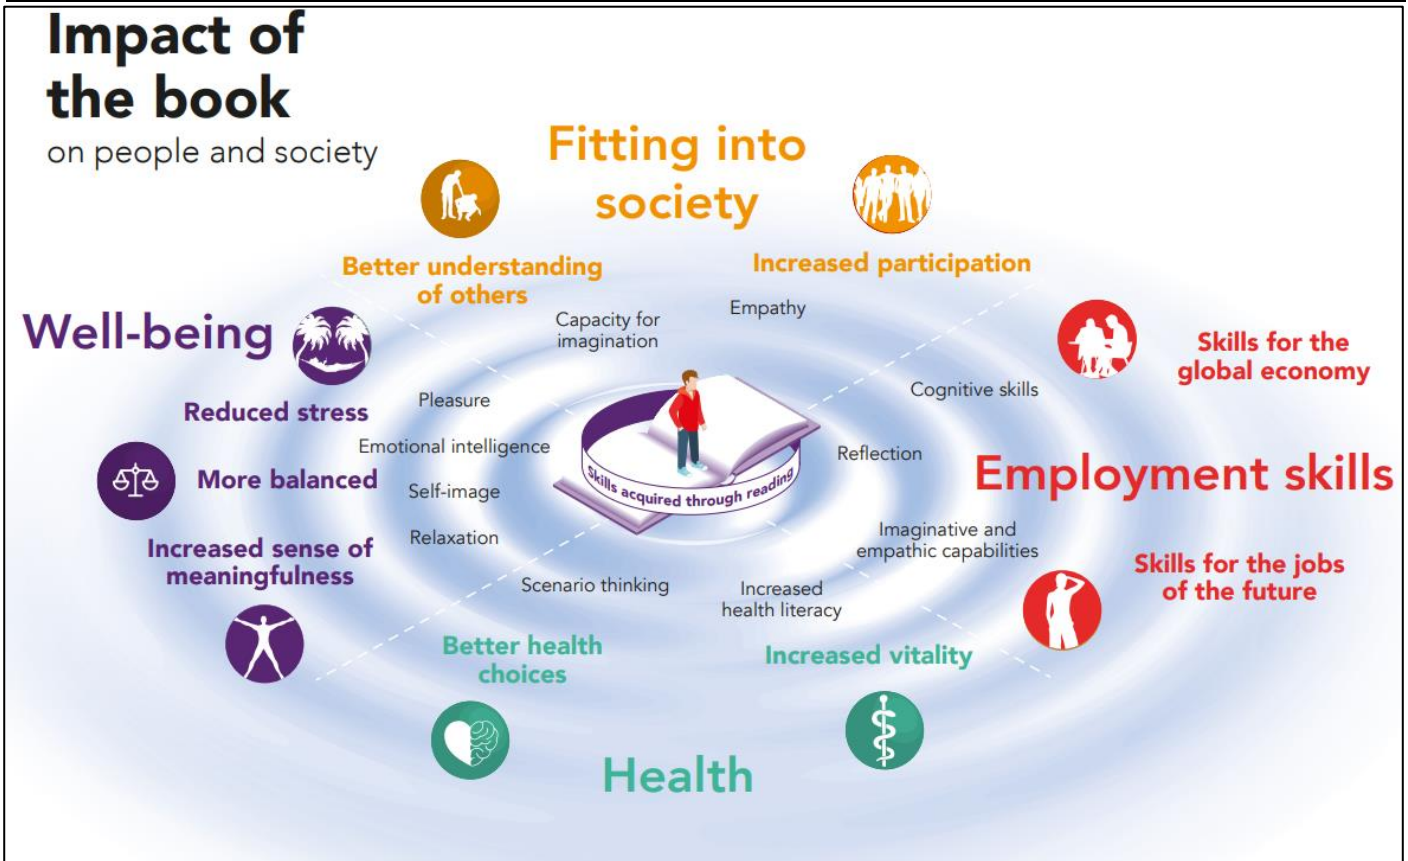 Impact of
the book
on people and society
Fitting into
society
Better understanding
of others
Increased participation
Capacity for
imagination
Empathy
Well-being
Reduced stress
More balanced
Increased sense of
meaningfulness
Pleasure
Emotional intelligence
Self-image
Relaxation
Skills acquired through reading
Cognitive skills
Reflection
Imaginative and
empathic capabilities
Skills for the
global economy
Employment skills
Skills for the jobs
of the future
Scenario thinking
Increased
health literacy
Better health
choices
Increased vitality
Health